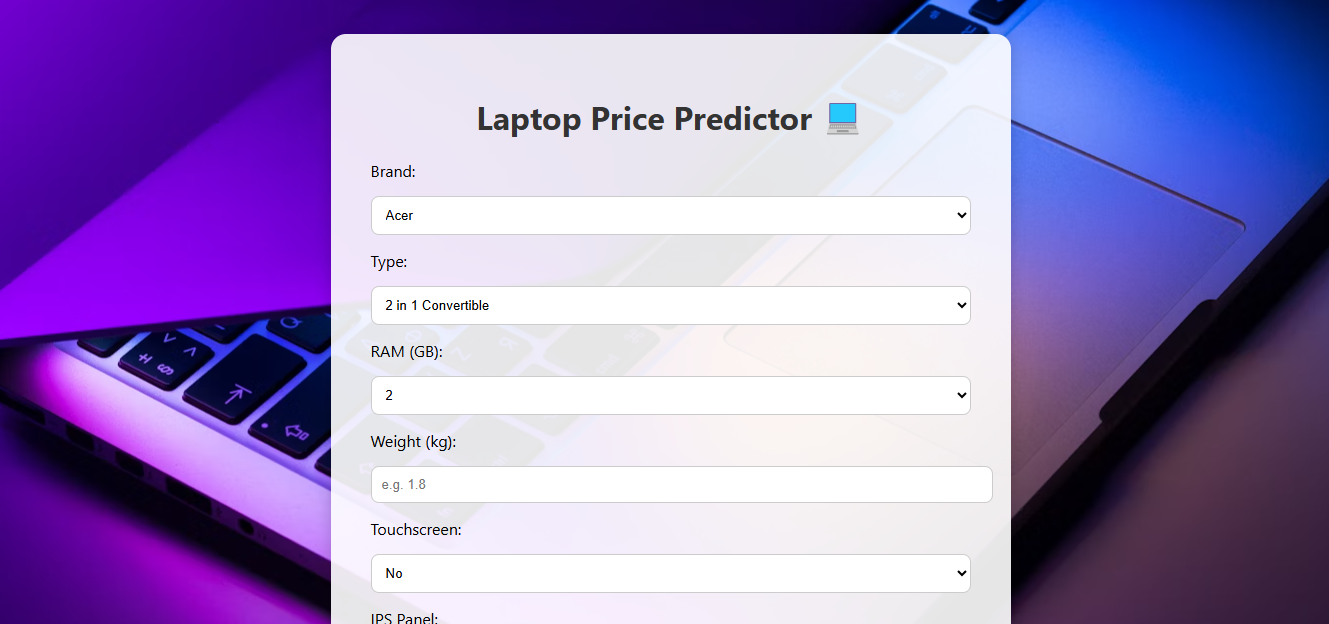 Laptop Price Predictor 💻
Brand:
Acer
Type:
2 in 1 Convertible
RAM (GB):
2
Weight (kg):
e.g. 1.8
Touchscreen:
No
IPS Panel: